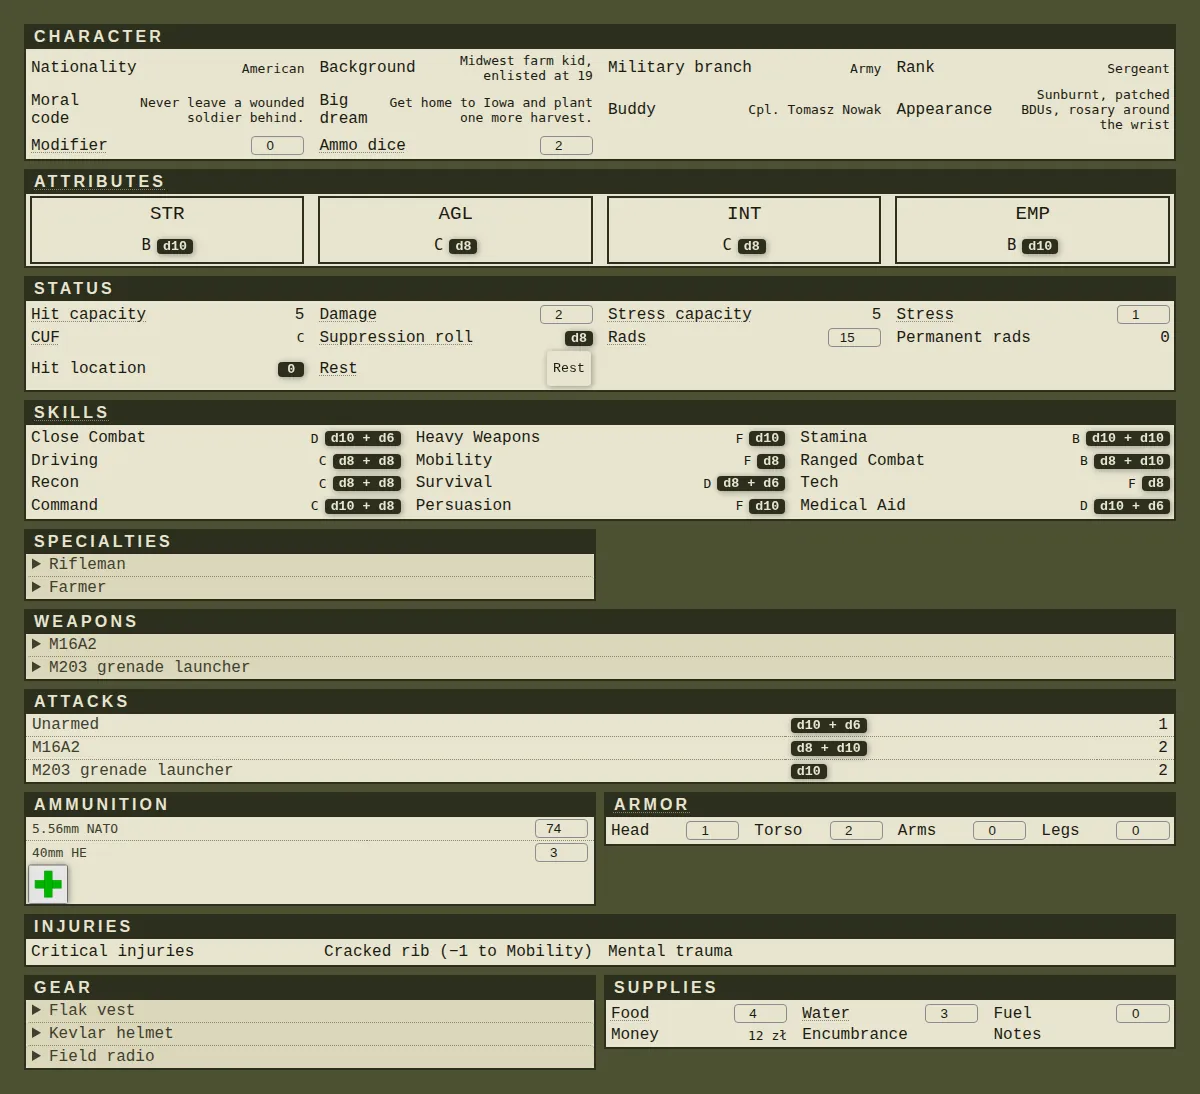 CHARACTER
Nationality American Background Midwest farm kid, enlisted at 19 Military branch Army Rank Sergeant
Moral code Never leave a wounded soldier behind. Big dream Get home to Iowa and plant one more harvest. Buddy Cpl. Tomasz Nowak Appearance Sunburnt, patched BDUs, rosary around the wrist
Modifier 0 Ammo dice 2
ATTRIBUTES
STR AGL INT EMP
B d10 C d8 C d8 B d10
STATUS
Hit capacity 5 Damage 2 Stress capacity 5 Stress 1
CUF C Suppression roll d8 Rads 15 Permanent rads 0
Hit location 0 Rest Rest
SKILLS
Close Combat D d10 + d6 Heavy Weapons F d10 Stamina B d10 + d10
Driving C d8 + d8 Mobility F d8 Ranged Combat B d8 + d10
Recon C d8 + d8 Survival D d8 + d6 Tech F d8
Command C d10 + d8 Persuasion F d10 Medical Aid D d10 + d6
SPECIALTIES
Rifleman
Farmer
WEAPONS
M16A2
M203 grenade launcher
ATTACKS
Unarmed d10 + d6 1
M16A2 d8 + d10 2
M203 grenade launcher d10 2
AMMUNITION
5.56mm NATO 74
40mm HE 3
ARMOR
Head 1 Torso 2 Arms 0 Legs 0
INJURIES
Critical injuries Cracked rib (−1 to Mobility) Mental trauma
GEAR
Flak vest
Kevlar helmet
Field radio
SUPPLIES
Food 4 Water 3 Fuel 0
Money 12 zł Encumbrance Notes